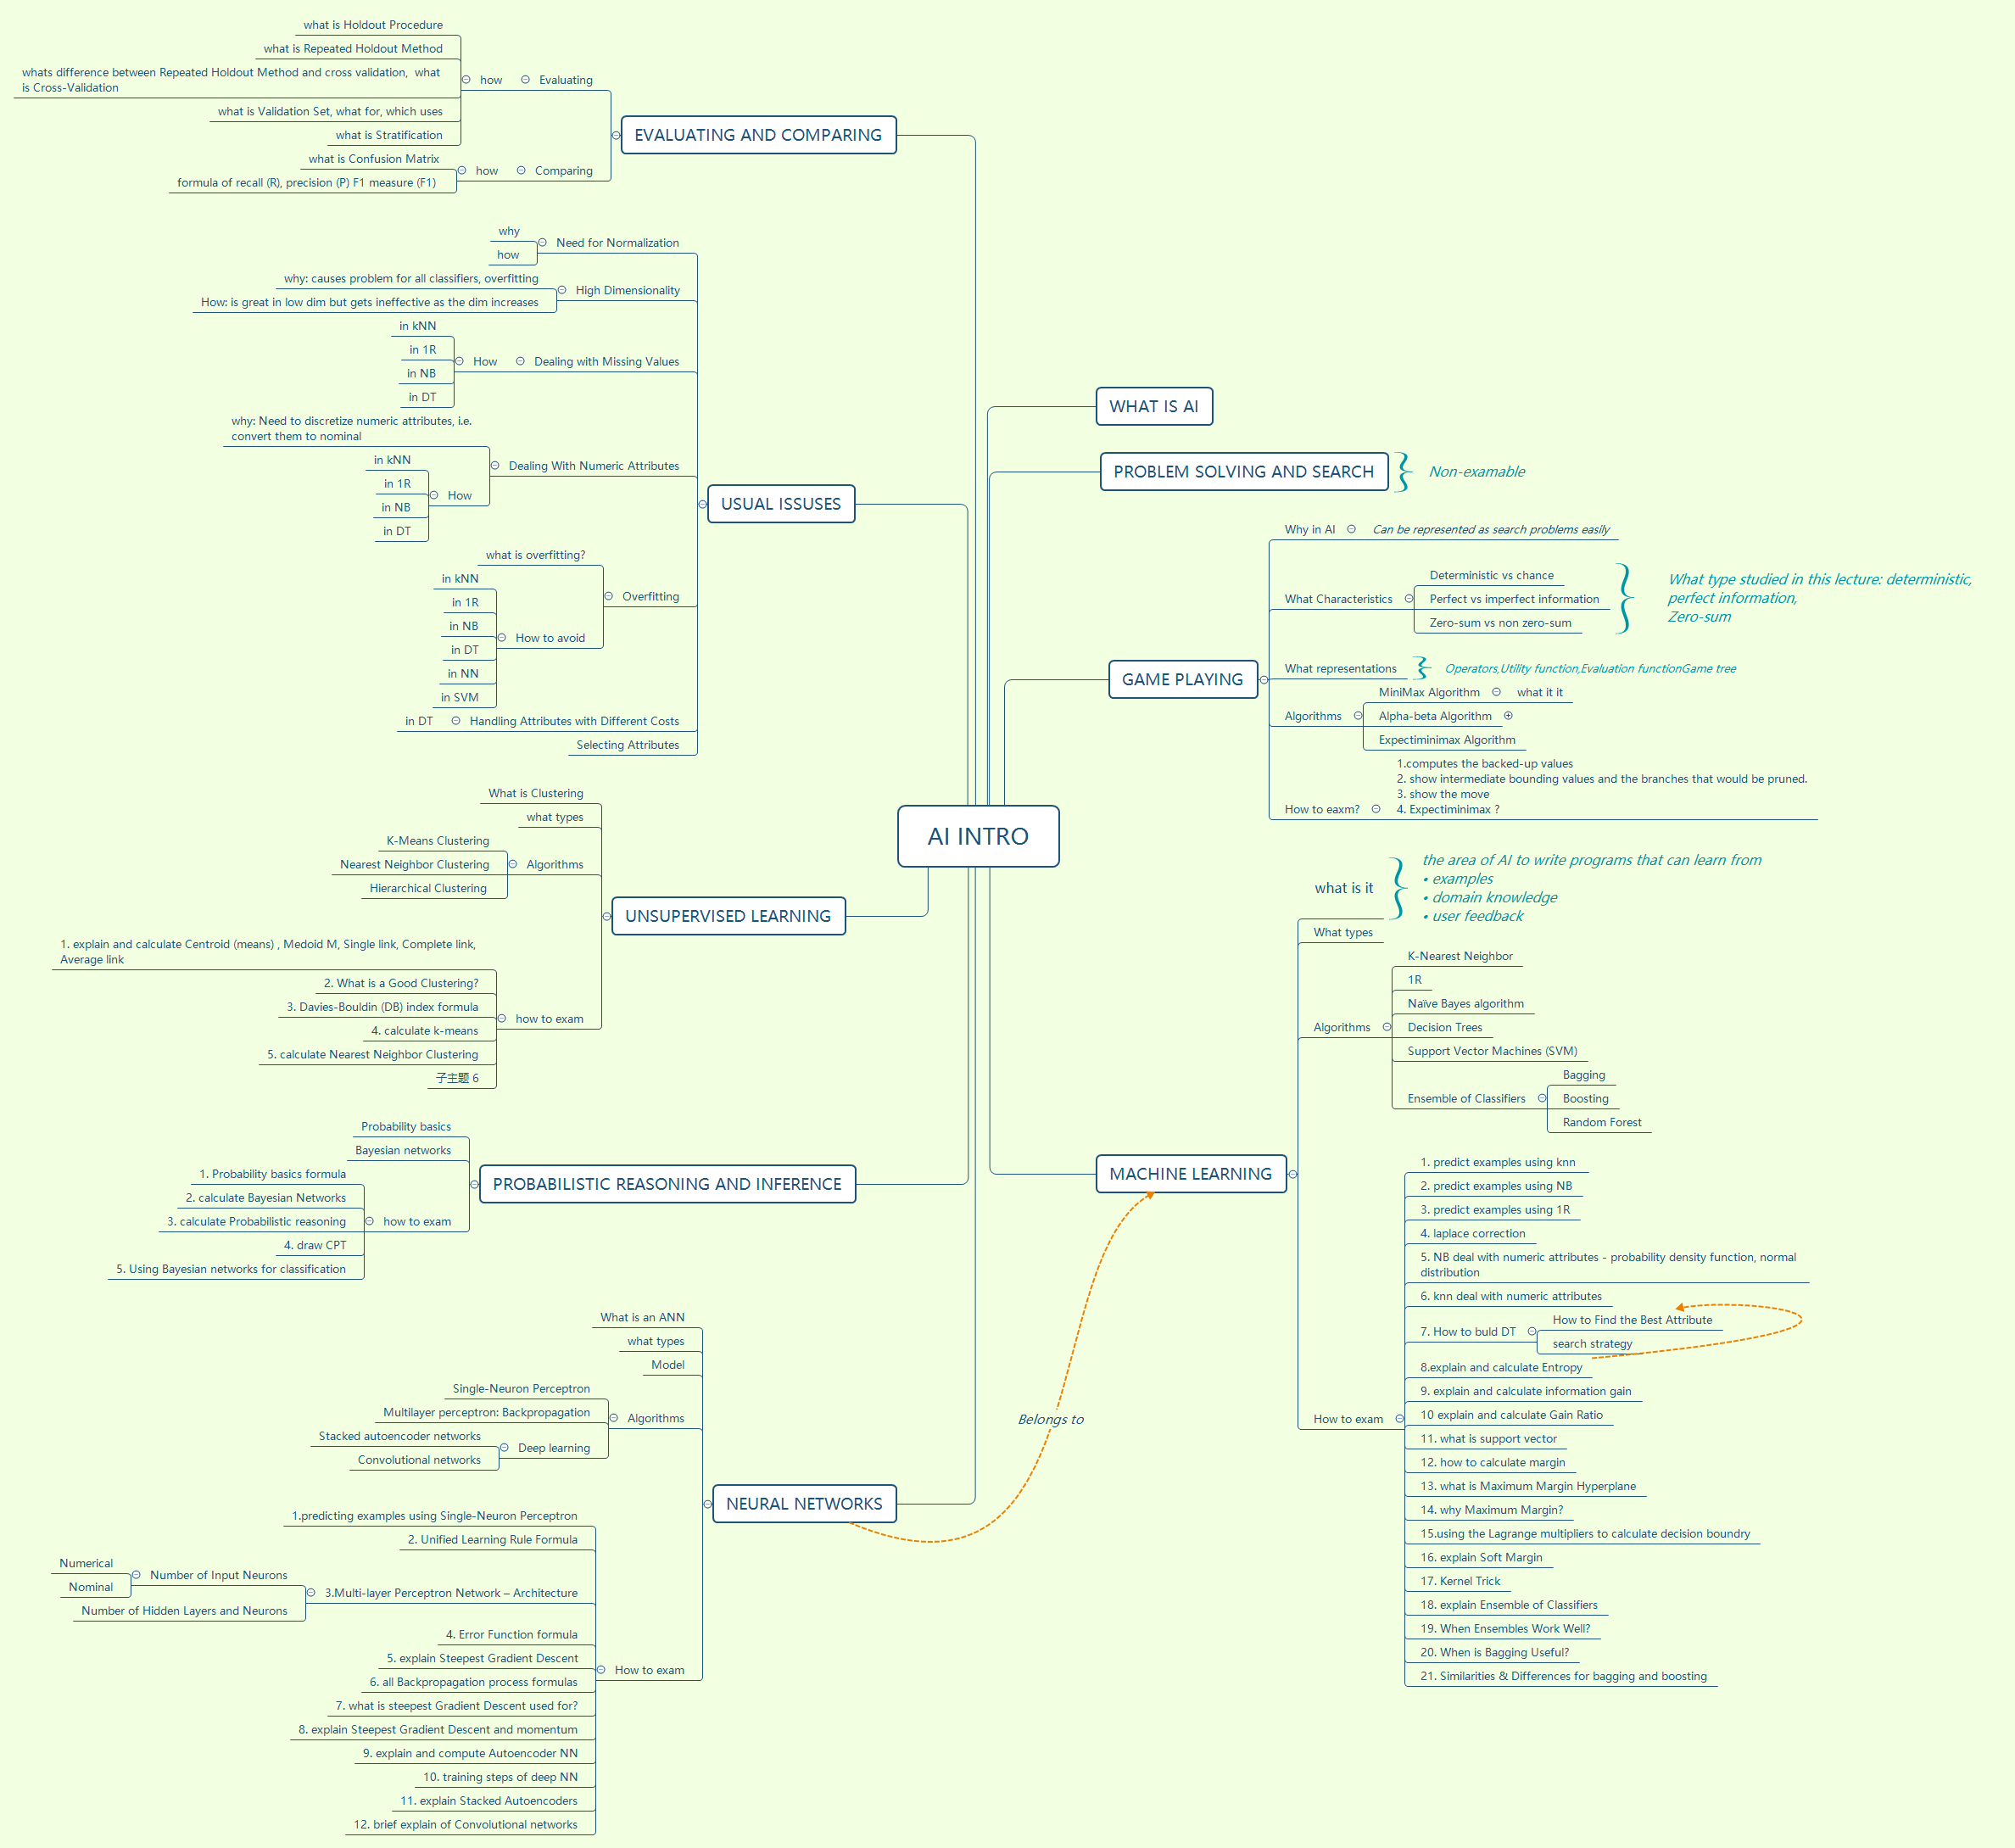 AI INTRO
WHAT IS AI
PROBLEM SOLVING AND SEARCH
Non-examable
GAME PLAYING
Why in AI
Can be represented as search problems easily
What Characteristics
Deterministic vs chance
Perfect vs imperfect information
Zero-sum vs non zero-sum
What type studied in this lecture: deterministic,
perfect information,
Zero-sum
What representations
Operators,Utility function,Evaluation functionGame tree
Algorithms
MiniMax Algorithm
what it it
Alpha-beta Algorithm
Expectiminimax Algorithm
How to eaxm?
1.computes the backed-up values
2. show intermediate bounding values and the branches that would be pruned.
3. show the move
4. Expectiminimax ?
MACHINE LEARNING
what is it
the area of AI to write programs that can learn from
• examples
• domain knowledge
• user feedback
What types
Algorithms
K-Nearest Neighbor
1R
Naïve Bayes algorithm
Decision Trees
Support Vector Machines (SVM)
Ensemble of Classifiers
Bagging
Boosting
Random Forest
How to exam
1. predict examples using knn
2. predict examples using NB
3. predict examples using 1R
4. laplace correction
5. NB deal with numeric attributes - probability density function, normal
distribution
6. knn deal with numeric attributes
7. How to buld DT
How to Find the Best Attribute
search strategy
8.explain and calculate Entropy
9. explain and calculate information gain
10 explain and calculate Gain Ratio
11. what is support vector
12. how to calculate margin
13. what is Maximum Margin Hyperplane
14. why Maximum Margin?
15.using the Lagrange multipliers to calculate decision boundry
16. explain Soft Margin
17. Kernel Trick
18. explain Ensemble of Classifiers
19. When Ensembles Work Well?
20. When is Bagging Useful?
21. Similarities & Differences for bagging and boosting
EVALUATING AND COMPARING
Evaluating
how
what is Holdout Procedure
what is Repeated Holdout Method
whats difference between Repeated Holdout Method and cross validation, what
is Cross-Validation
what is Validation Set, what for, which uses
what is Stratification
Comparing
how
what is Confusion Matrix
formula of recall (R), precision (P) F1 measure (F1)
USUAL ISSUSES
Need for Normalization
why
how
High Dimensionality
why: causes problem for all classifiers, overfitting
How: is great in low dim but gets ineffective as the dim increases
Dealing with Missing Values
How
in kNN
in 1R
in NB
in DT
Dealing With Numeric Attributes
why: Need to discretize numeric attributes, i.e.
convert them to nominal
How
in kNN
in 1R
in NB
in DT
Overfitting
what is overfitting?
How to avoid
in kNN
in 1R
in NB
in DT
in NN
in SVM
Handling Attributes with Different Costs
in DT
Selecting Attributes
UNSUPERVISED LEARNING
What is Clustering
what types
Algorithms
K-Means Clustering
Nearest Neighbor Clustering
Hierarchical Clustering
how to exam
1. explain and calculate Centroid (means) , Medoid M, Single link, Complete link,
Average link
2. What is a Good Clustering?
3. Davies-Bouldin (DB) index formula
4. calculate k-means
5. calculate Nearest Neighbor Clustering
子主题 6
PROBABILISTIC REASONING AND INFERENCE
Probability basics
Bayesian networks
how to exam
1. Probability basics formula
2. calculate Bayesian Networks
3. calculate Probabilistic reasoning
4. draw CPT
5. Using Bayesian networks for classification
NEURAL NETWORKS
Belongs to
What is an ANN
what types
Model
Algorithms
Single-Neuron Perceptron
Multilayer perceptron: Backpropagation
Deep learning
Stacked autoencoder networks
Convolutional networks
How to exam
1.predicting examples using Single-Neuron Perceptron
2. Unified Learning Rule Formula
3.Multi-layer Perceptron Network – Architecture
Number of Input Neurons
Numerical
Nominal
Number of Hidden Layers and Neurons
4. Error Function formula
5. explain Steepest Gradient Descent
6. all Backpropagation process formulas
7. what is steepest Gradient Descent used for?
8. explain Steepest Gradient Descent and momentum
9. explain and compute Autoencoder NN
10. training steps of deep NN
11. explain Stacked Autoencoders
12. brief explain of Convolutional networks